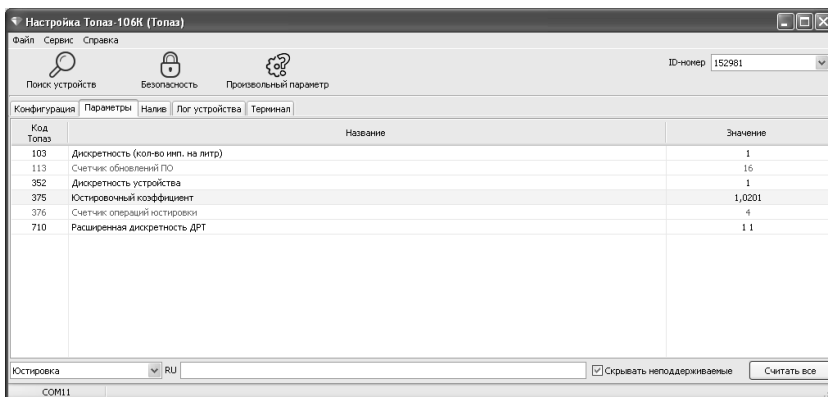 Настройка Топаз-106К (Топаз)
Файл Сервис Справка
Поиск устройств Безопасность Произвольный параметр ID-номер 152981
Конфигурация Параметры Налив Лог устройства Терминал
Код Топаз Название Значение
103 Дискретность (кол-во имп. на литр) 1
113 Счетчик обновлений ПО 16
352 Дискретность устройства 1
375 Юстировочный коэффициент 1,0201
376 Счетчик операций юстировки 4
710 Расширенная дискретность ДРТ 1 1
Юстировка RU Скрывать неподдерживаемые Считать все
COM11